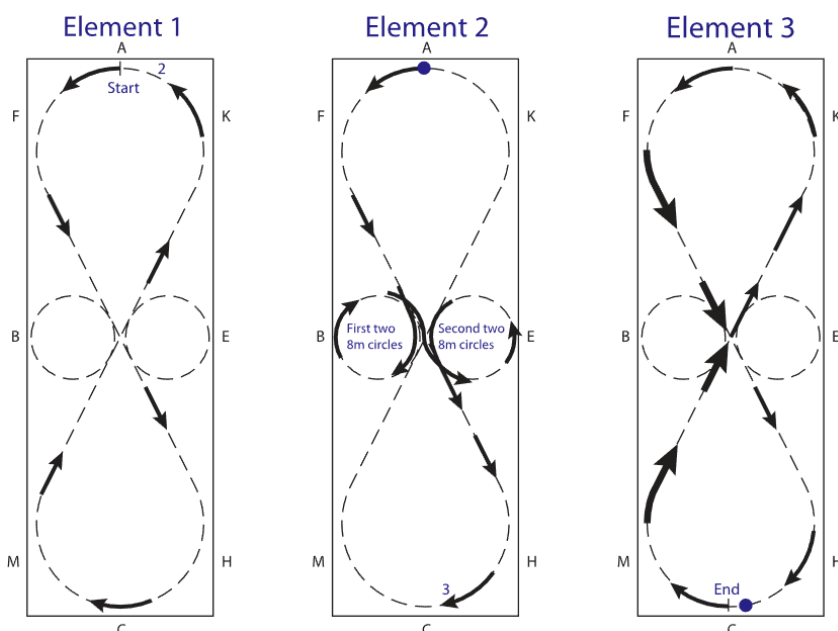 Element 1
A
2
Start
F
K
B
E
M
H
C
Element 2
A
F
K
B
First two
8m circles
Second two
8m circles
E
M
3
H
C
Element 3
A
F
K
B
E
M
End
H
C